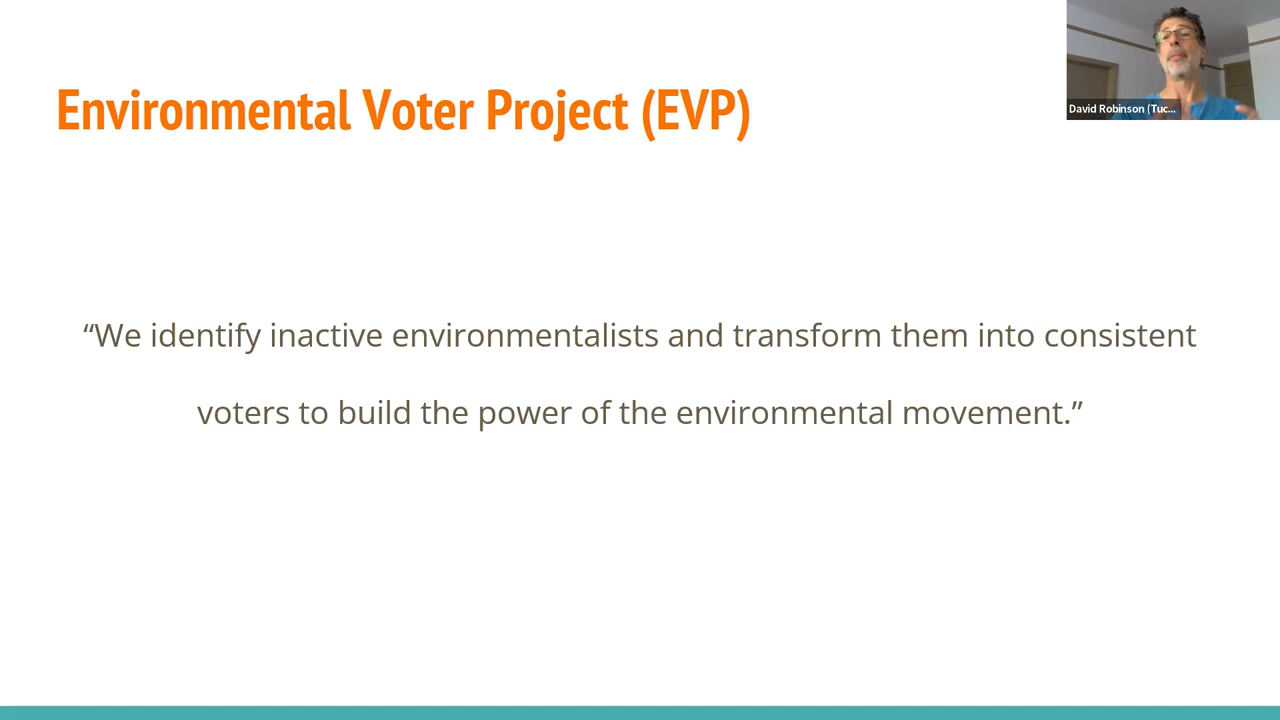 Environmental Voter Project (EVP)
David Robinson (Tuc...
“We identify inactive environmentalists and transform them into consistent
voters to build the power of the environmental movement.”